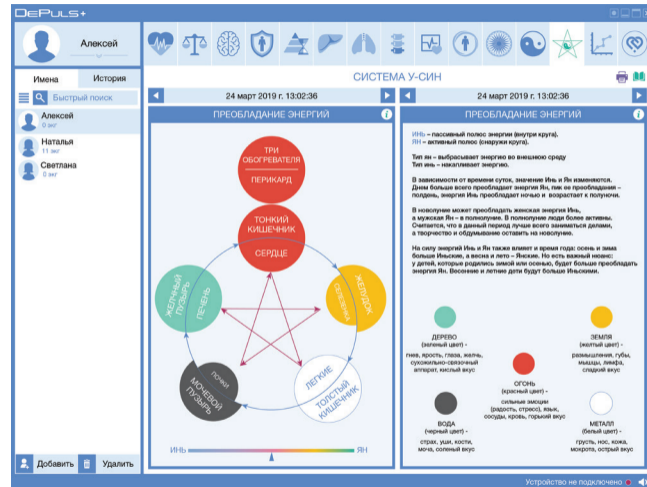 DePuls+
Алексей
Имена
История
Быстрый поиск
Алексей
0 экг
Наталья
11 экг
Светлана
5 экг
СИСТЕМА У-СИН
24 март 2019 г. 13:02:36
24 март 2019 г. 13:02:36
ПРЕОБЛАДАНИЕ ЭНЕРГИЙ
ТРИ
ОБОГРЕВАТЕЛЯ
ПЕРИКАРД
ТОНКИЙ
КИШЕЧНИК
СЕРДЦЕ
ЖЕЛЧНЫЙ
ПУЗЫРЬ
ПЕЧЕНЬ
ЖЕЛУДОК
СЕЛЕЗЕНКА
ПОЧКИ
МОЧЕВОЙ
ПУЗЫРЬ
ЛЕГКИЕ
ТОЛСТЫЙ
КИШЕЧНИК
ИНЬ
ЯН
ПРЕОБЛАДАНИЕ ЭНЕРГИЙ
ИНЬ – пассивный полюс энергии (внутри круга).
ЯН – активный полюс (снаружи круга).
Тип ян – выбрасывает энергию во внешнюю среду
Тип инь – накапливает энергию.
В зависимости от времени суток, значение Инь и Ян изменяются.
Днем больше всего преобладает энергия Ян, пик ее преобладания –
полдень, энергия Инь преобладает ночью и возрастает к полуночи.
В новолуние может преобладать женская энергия Инь,
а мужская Ян – в полнолуние. В полнолуние люди более активны.
Считается, что в данный период лучше всего заниматься делами,
а творчество и обдумывание оставить на новолуние.
На силу энергий Инь и Ян также влияет и время года: осень и зима
больше Иньские, а весна и лето – Янские. Но есть важный нюанс:
у детей, которые родились зимой или осенью, будет больше преобладать
энергия Ян. Весенние и летние дети будут больше Иньскими.
ДЕРЕВО
(зеленый цвет) -
гнев, ярость, глаза, желчь,
сухожильно-связочный
аппарат, кислый вкус
ЗЕМЛЯ
(желтый цвет) -
размышления, губы,
мышцы, лимфа,
сладкий вкус
ОГОНЬ
(красный цвет) -
сильные эмоции
(радость, стресс), язык,
сосуды, кровь, горький вкус
ВОДА
(черный цвет) -
страх, уши, кости,
моча, соленый вкус
МЕТАЛЛ
(белый цвет) -
грусть, нос, кожа,
мокрота, острый вкус
Добавить
Удалить
Устройство не подключено